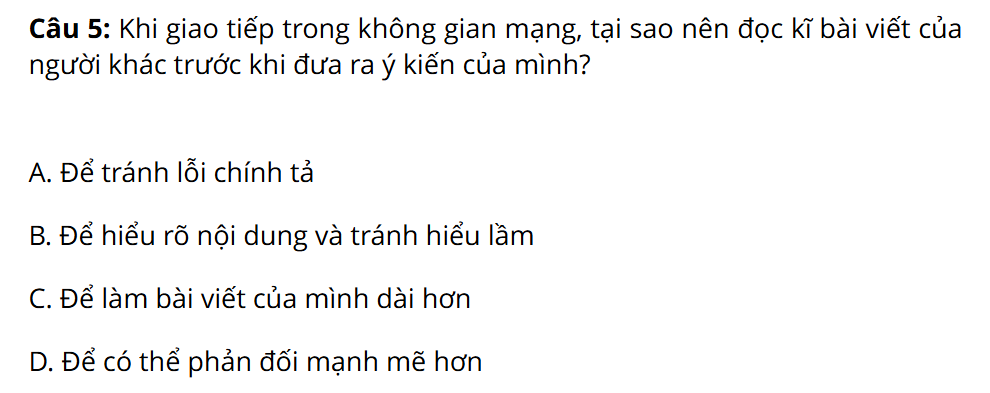 Câu 5: Khi giao tiếp trong không gian mạng, tại sao nên đọc kĩ bài viết của
người khác trước khi đưa ra ý kiến của mình?
A. Để tránh lỗi chính tả
B. Để hiểu rõ nội dung và tránh hiểu lầm
C. Để làm bài viết của mình dài hơn
D. Để có thể phản đối mạnh mẽ hơn